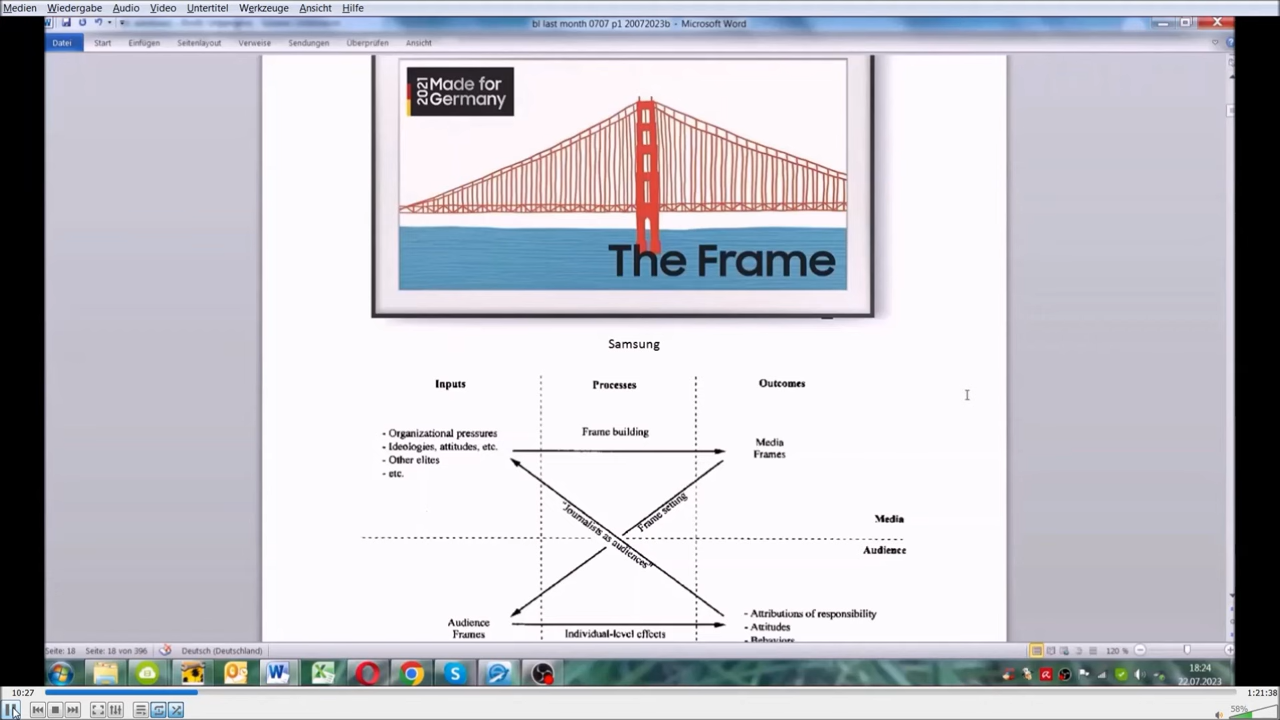 Medien Wiedergabe Audio Video Untertitel Werkzeuge Ansicht Hilfe
bl last month 0707 p1 20072023b - Microsoft Word
Datei Start Einfügen Seitenlayout Verweise Sendungen Überprüfen Ansicht
2021 Made for
Germany
The Frame
Samsung
Inputs Processes Outcomes
- Organizational pressures
- Ideologies, attitudes, etc.
- Other elites
- etc.
Frame building
Media
Frames
"Journalists as audiences"
Frame setting
Media
Audience
Audience
Frames
Individual-level effects
- Attributions of responsibility
- Attitudes
- Behaviors
Seite: 18 Seite: 18 von 396 Deutsch (Deutschland) 120 %
18:24
22.07.2023
10:27 1:21:38
58%